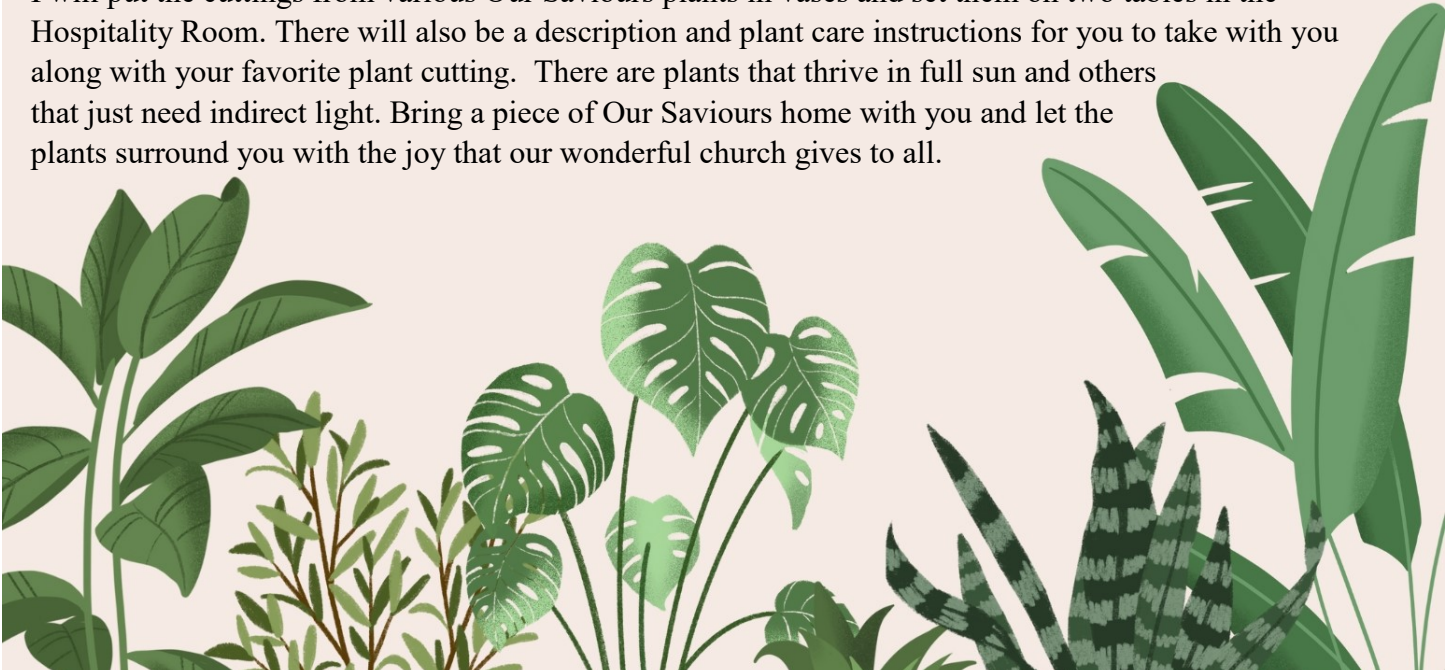 I will put the cuttings from various Our Saviours plants in vases and set them on two tables in the
Hospitality Room. There will also be a description and plant care instructions for you to take with you
along with your favorite plant cutting.  There are plants that thrive in full sun and others
that just need indirect light. Bring a piece of Our Saviours home with you and let the
plants surround you with the joy that our wonderful church gives to all.